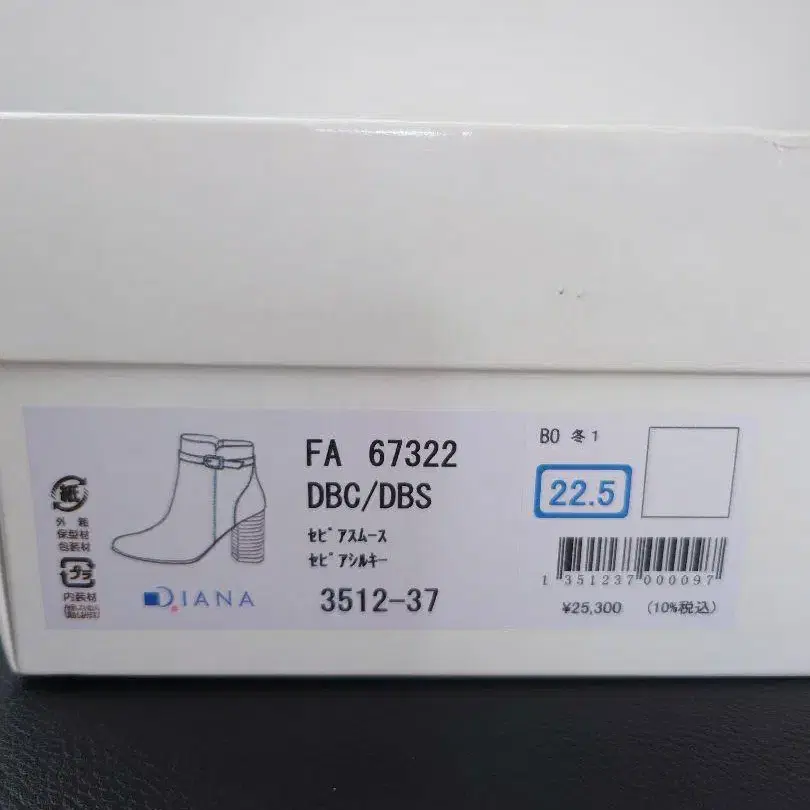 FA 67322
DBC/DBS
ｾﾋﾟｱｽﾑｰｽ
ｾﾋﾟｱｼﾙｷｰ
3512-37
BO 冬1
22.5
1 351237 000097
¥25,300 (10%税込)
紙
外箱
保型材
包装材
プラ
内装材
DIANA